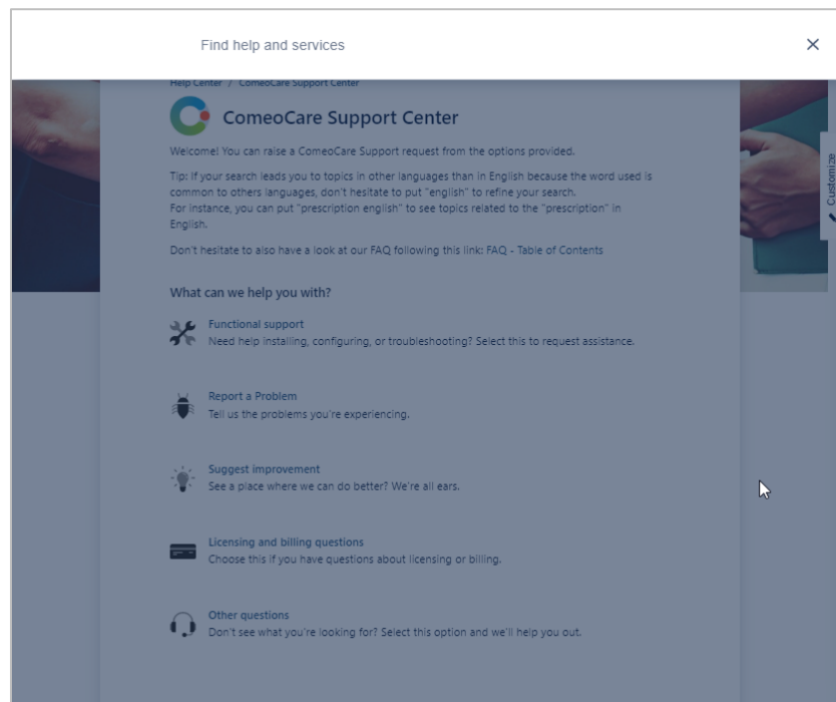 Find help and services
Help Center / ComeoCare Support Center
ComeoCare Support Center
Welcome! You can raise a ComeoCare Support request from the options provided.
Tip: If your search leads you to topics in other languages than in English because the word used is
common to others languages, don't hesitate to put "english" to refine your search.
For instance, you can put "prescription english" to see topics related to the "prescription" in
English.
Don't hesitate to also have a look at our FAQ following this link: FAQ - Table of Contents
What can we help you with?
Functional support
Need help installing, configuring, or troubleshooting? Select this to request assistance.
Report a Problem
Tell us the problems you're experiencing.
Suggest improvement
See a place where we can do better? We're all ears.
Licensing and billing questions
Choose this if you have questions about licensing or billing.
Other questions
Don't see what you're looking for? Select this option and we'll help you out.
Customize